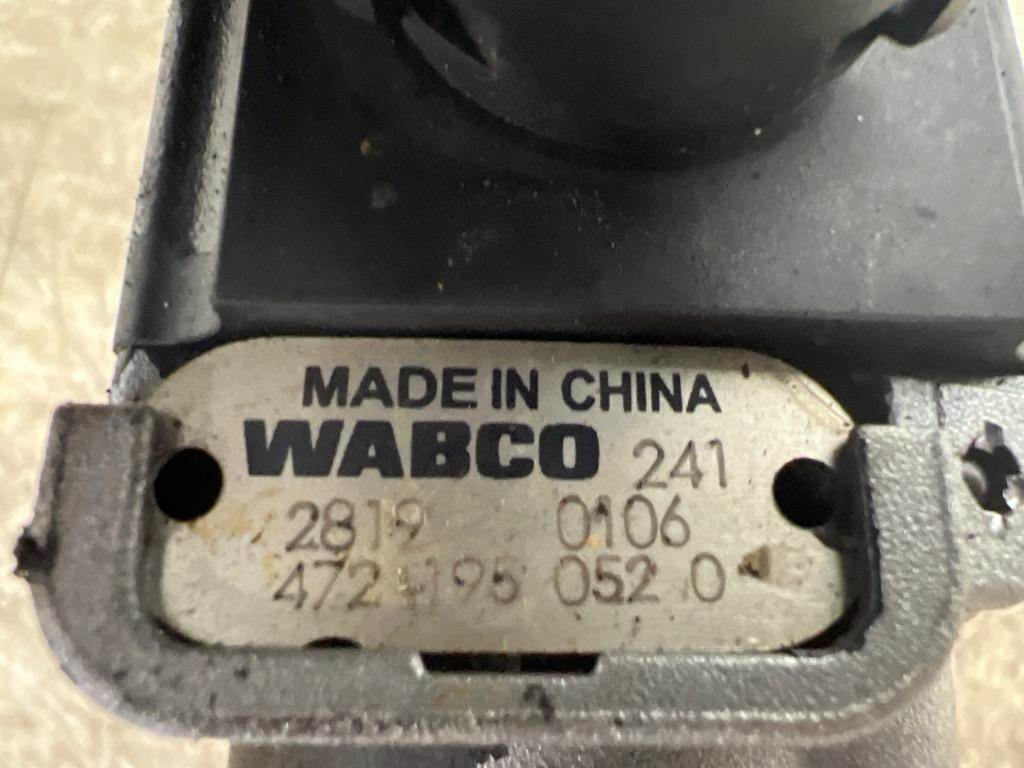 MADE IN CHINA
WABCO 241
2819 0106
472 195 052 0